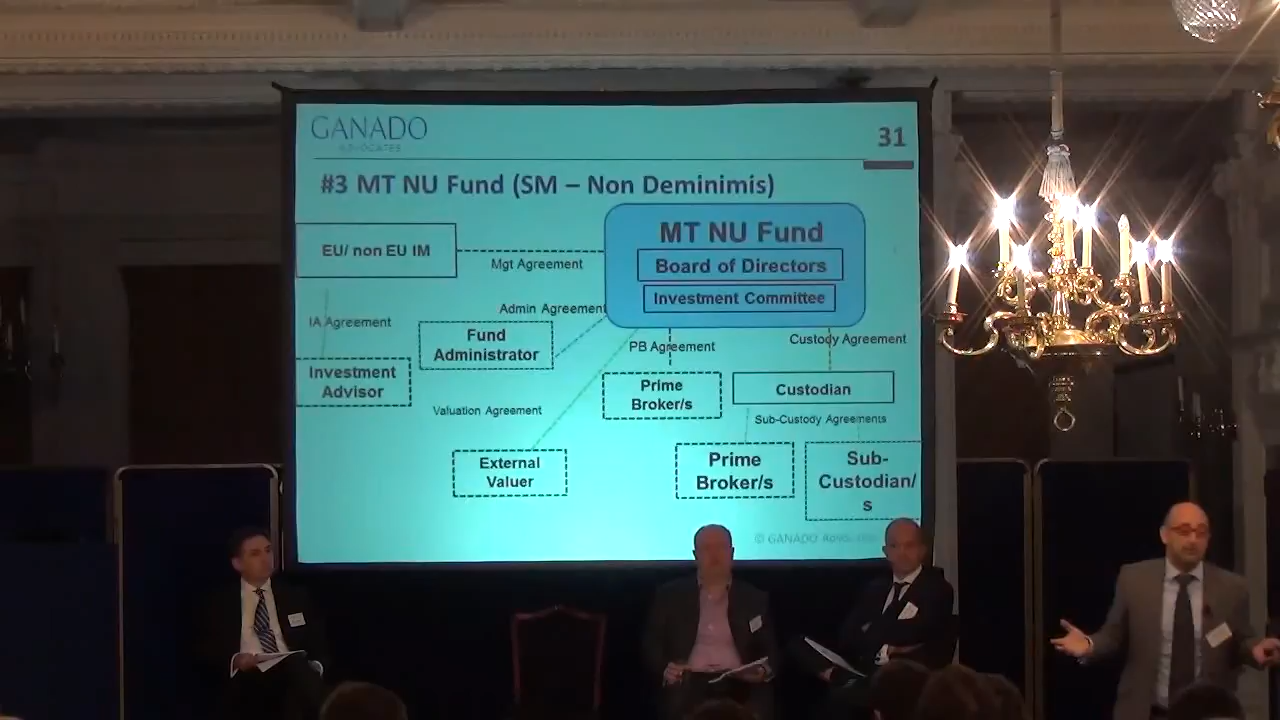 GANADO
ADVOCATES
31
#3 MT NU Fund (SM – Non Deminimis)
EU/ non EU IM
Mgt Agreement
MT NU Fund
Board of Directors
Investment Committee
IA Agreement
Admin Agreement
Fund
Administrator
PB Agreement
Custody Agreement
Investment
Advisor
Prime
Broker/s
Custodian
Valuation Agreement
Sub-Custody Agreements
External
Valuer
Prime
Broker/s
Sub-
Custodian/
s
© GANADO